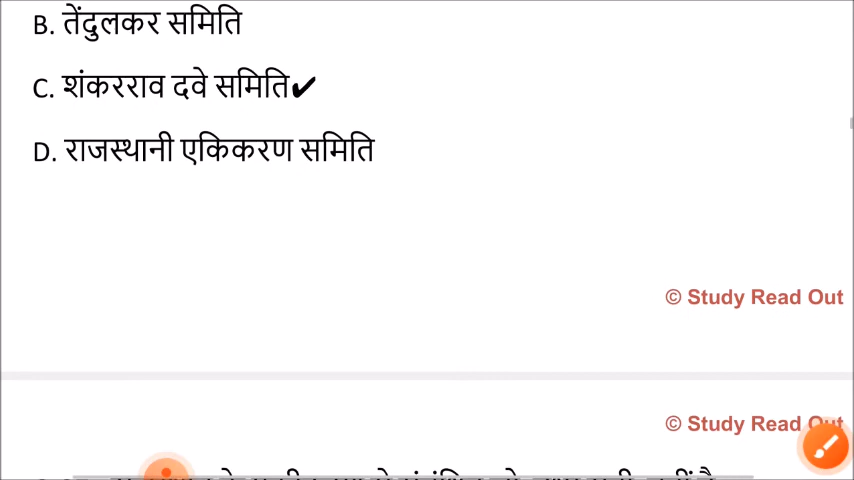 B. तेंदुलकर समिति
C. शंकरराव दवे समिति✔
D. राजस्थानी एकिकरण समिति
© Study Read Out
© Study Read Out